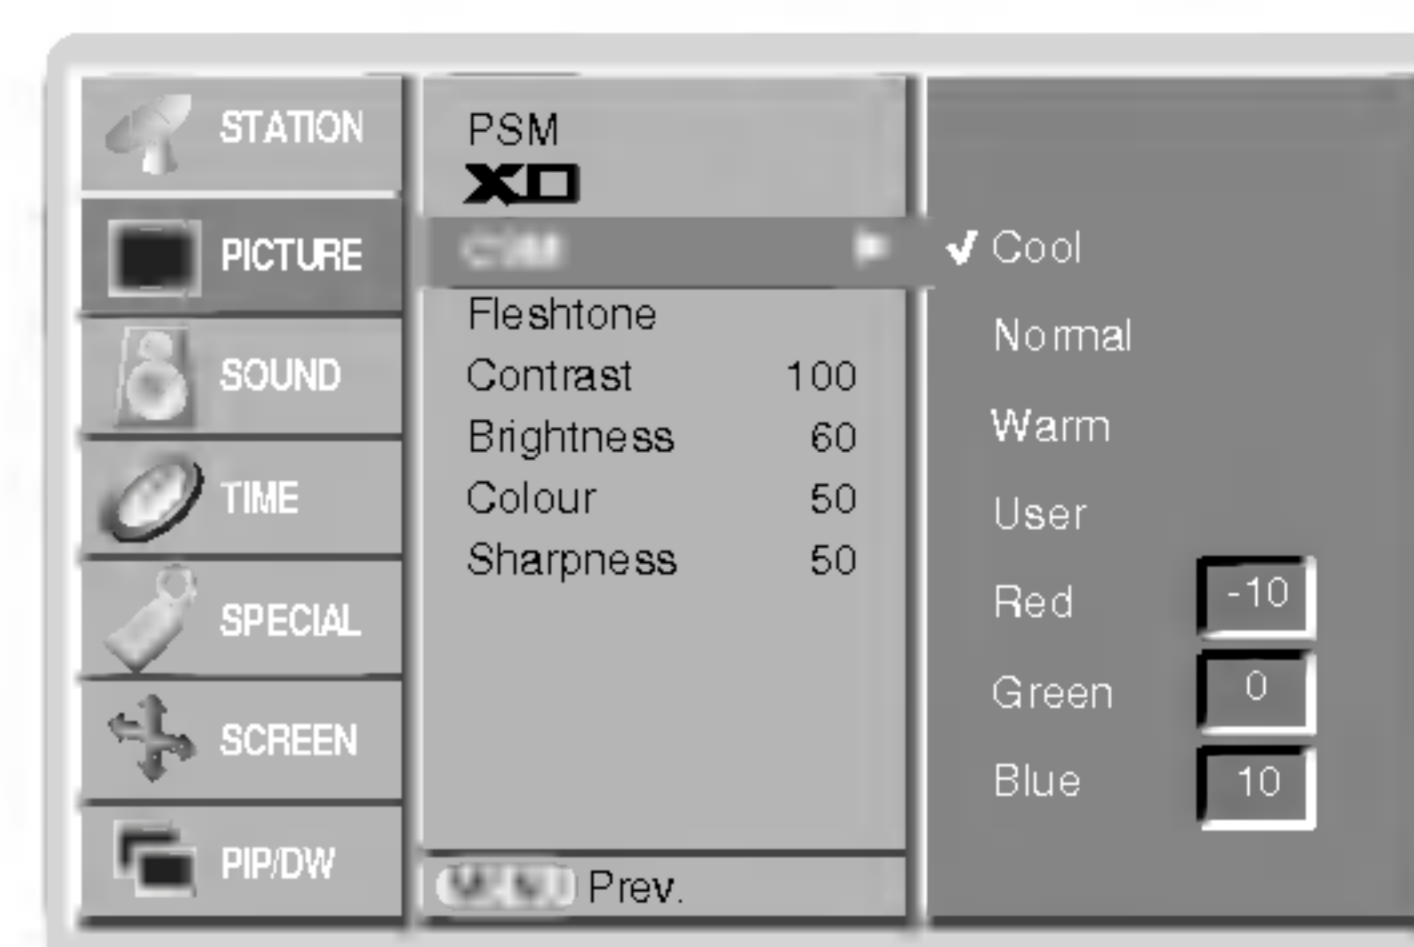 STATION
PICTURE
SOUND
TIME
SPECIAL
SCREEN
PIP/DW
PSM
XD
Fleshtone
Contrast 100
Brightness 60
Colour 50
Sharpness 50
Prev.
Cool
Normal
Warm
User
Red -10
Green 0
Blue 10